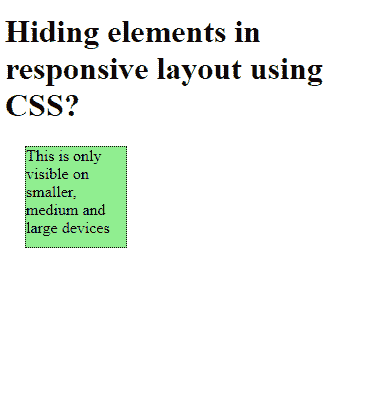 Hiding elements in
responsive layout using
CSS?
This is only
visible on
smaller,
medium and
large devices